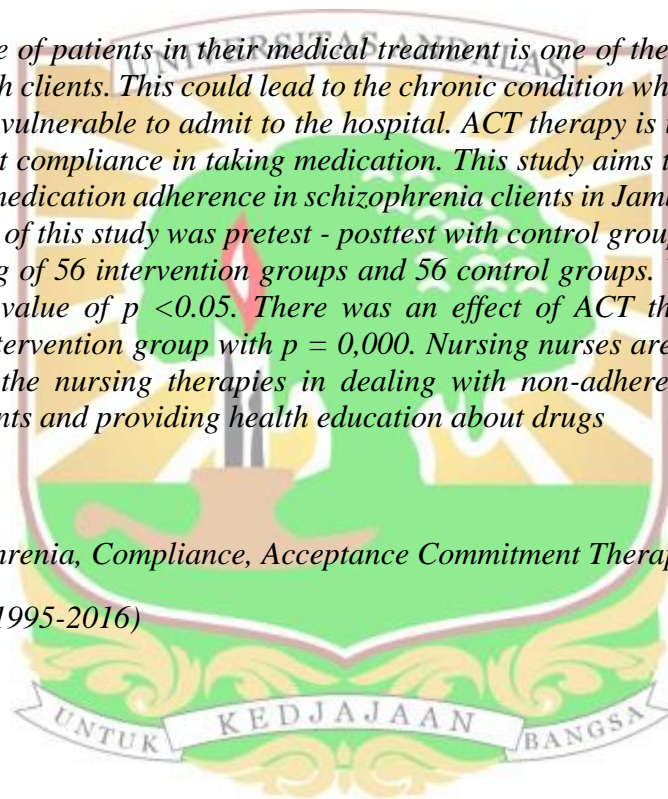 UNIVERSITAS ANDALAS
e of patients in their medical treatment is one of the
h clients. This could lead to the chronic condition wh
vulnerable to admit to the hospital. ACT therapy is
t compliance in taking medication. This study aims
medication adherence in schizophrenia clients in Jam
of this study was pretest - posttest with control grou
g of 56 intervention groups and 56 control groups.
value of p <0.05. There was an effect of ACT th
tervention group with p = 0,000. Nursing nurses are
the nursing therapies in dealing with non-adhere
nts and providing health education about drugs
hrenia, Compliance, Acceptance Commitment Therap
1995-2016)
UNTUK KEDJAJAAN BANGSA